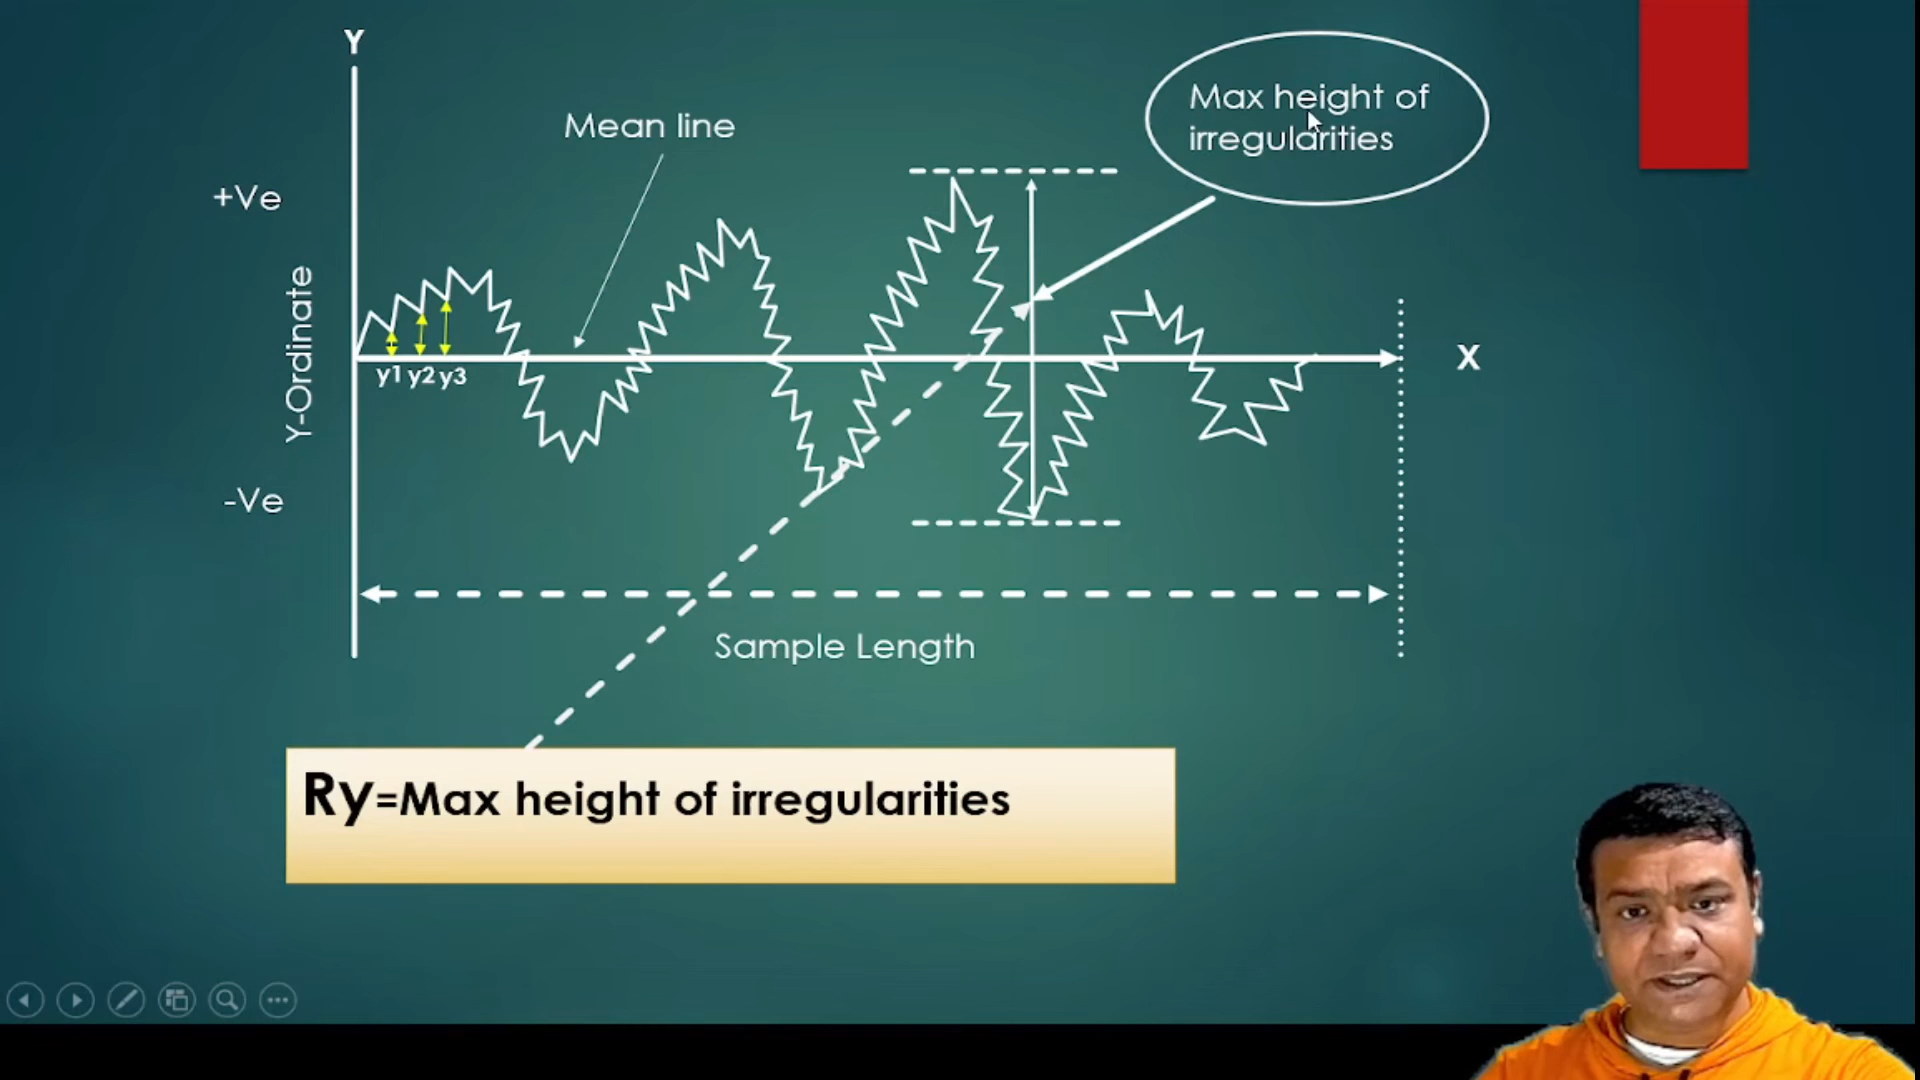 Y
Max height of
irregularities
Mean line
+Ve
Y-Ordinate
X
y1 y2 y3
-Ve
Sample Length
Ry=Max height of irregularities